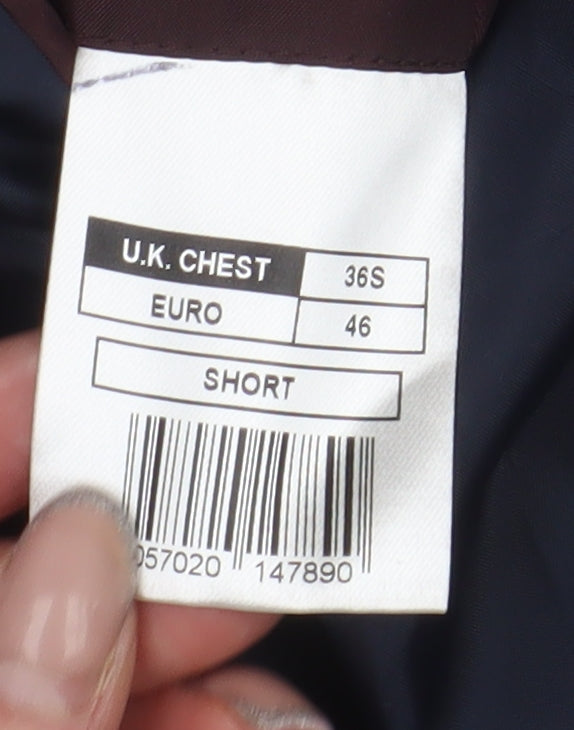 U.K. CHEST 36S
EURO 46
SHORT
057020 147890